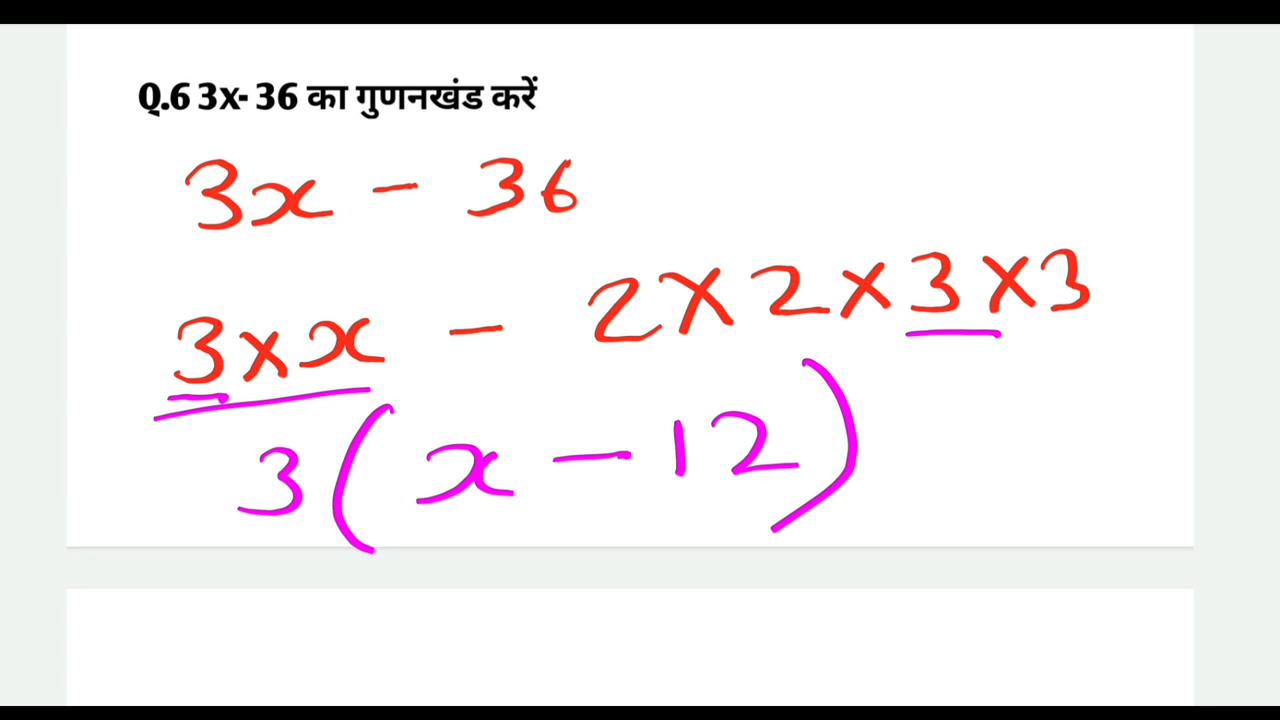 Q.6 3x- 36 का गुणनखंड करें
3x - 36
3×x - 2×2×3×3
3(x-12)